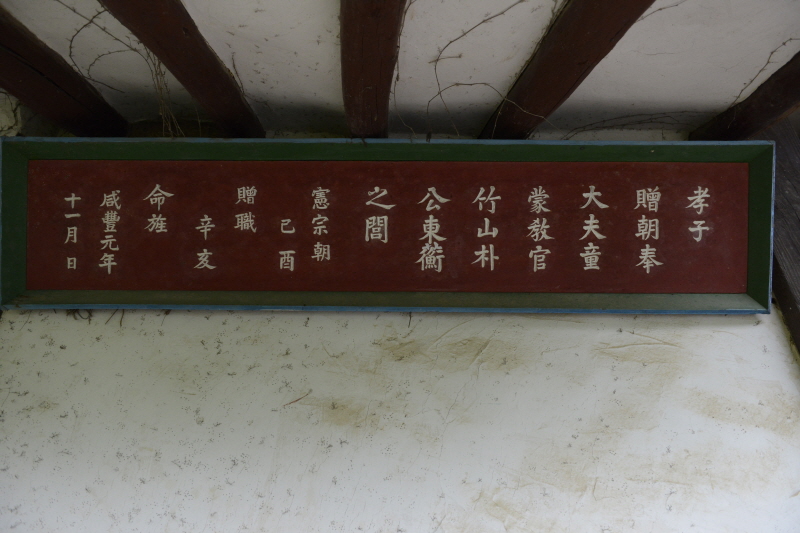 孝子
贈朝奉
大夫童
蒙教官
竹山朴
公東蘅
之閭
憲宗朝
己酉
贈職
辛亥
命旌
咸豐元年
十一月 日